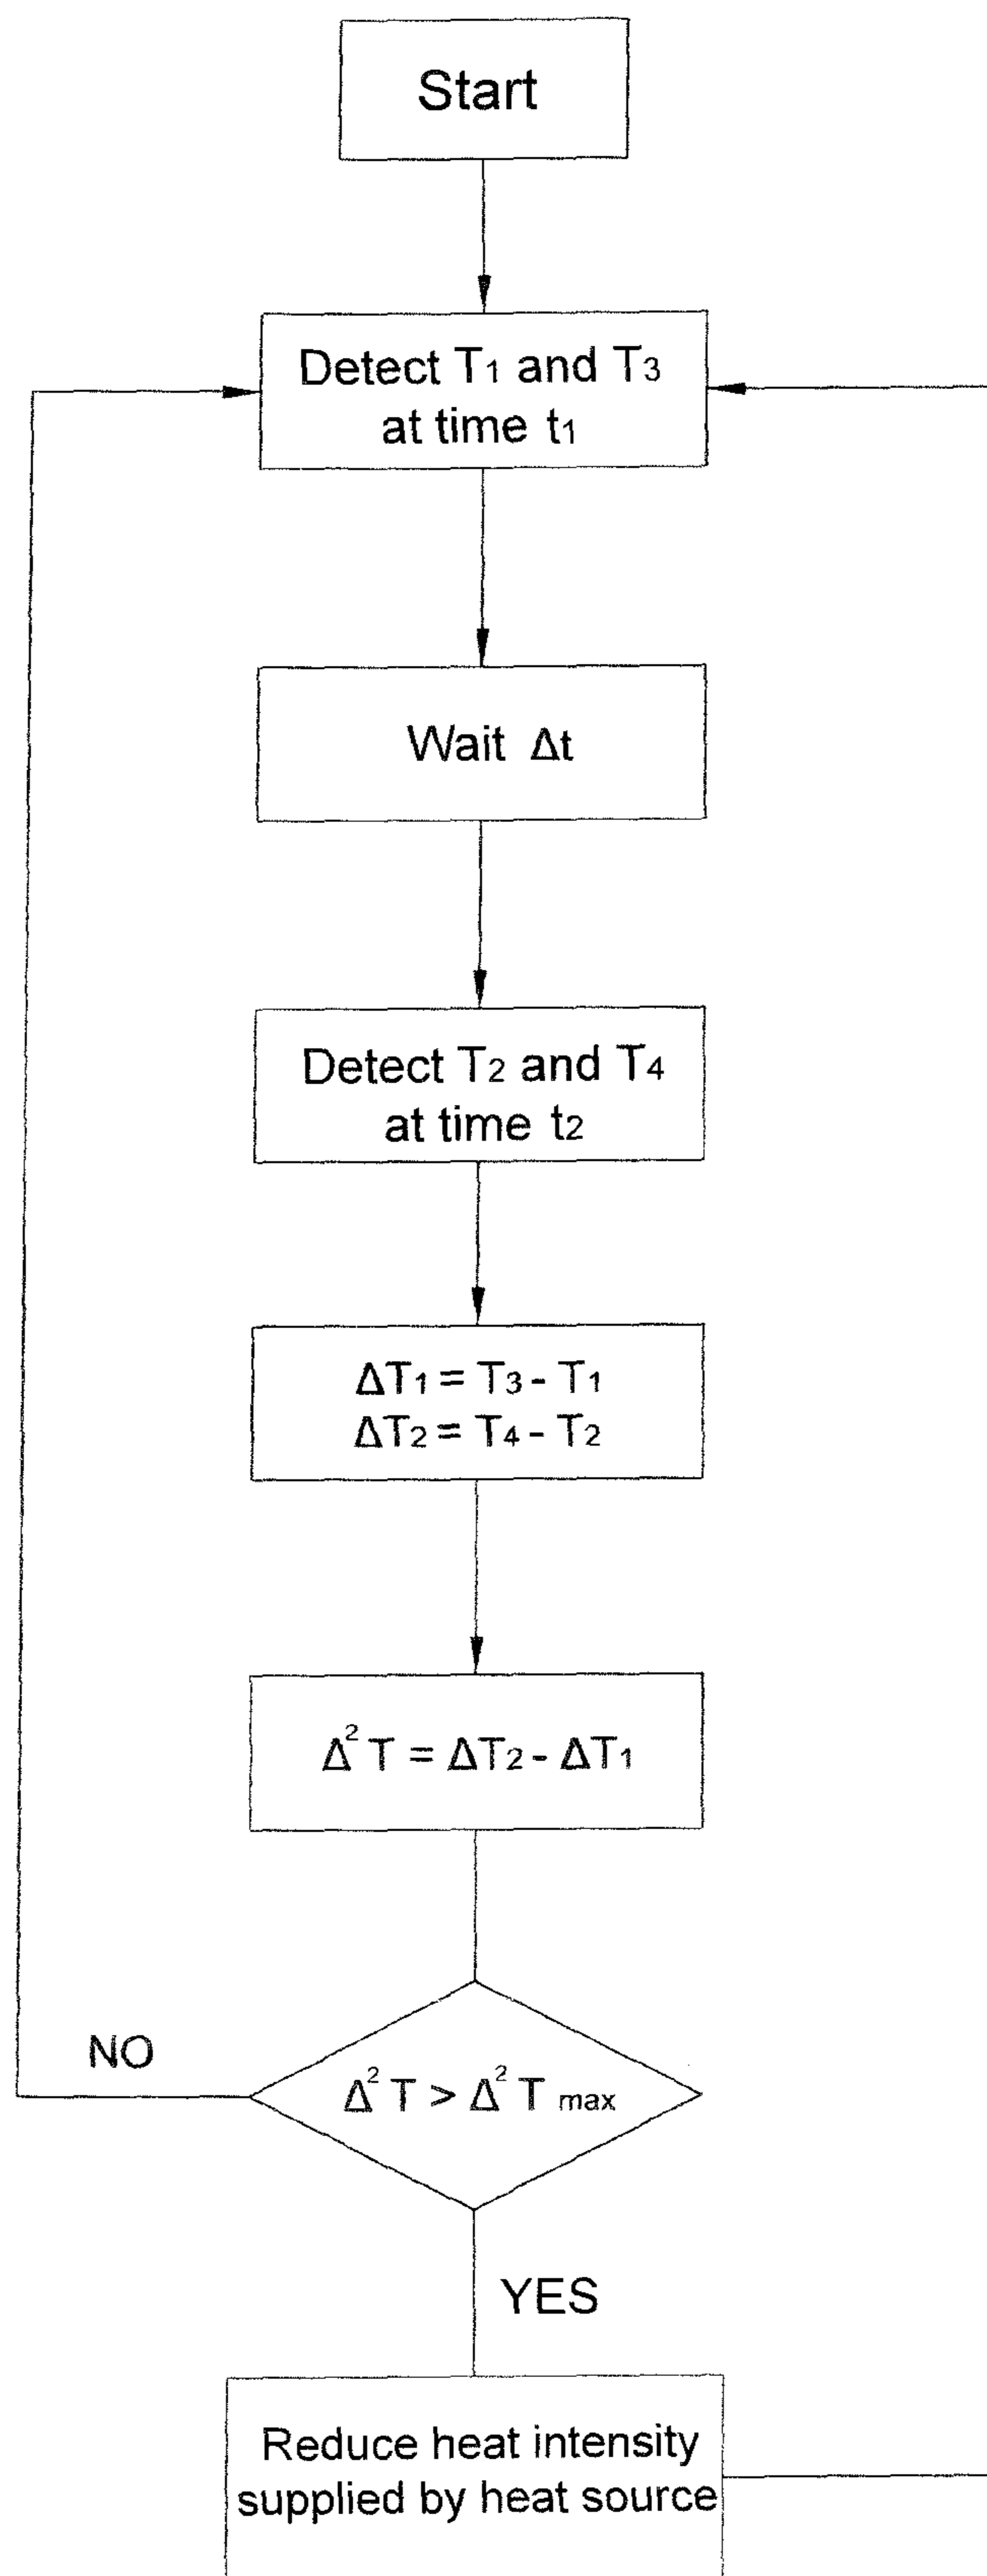 Start
Detect T₁ and T₃
at time t₁
Wait Δt
Detect T₂ and T₄
at time t₂
ΔT₁ = T₃ - T₁
ΔT₂ = T₄ - T₂
Δ² T = ΔT₂ - ΔT₁
NO
Δ² T > Δ² T max
YES
Reduce heat intensity
supplied by heat source